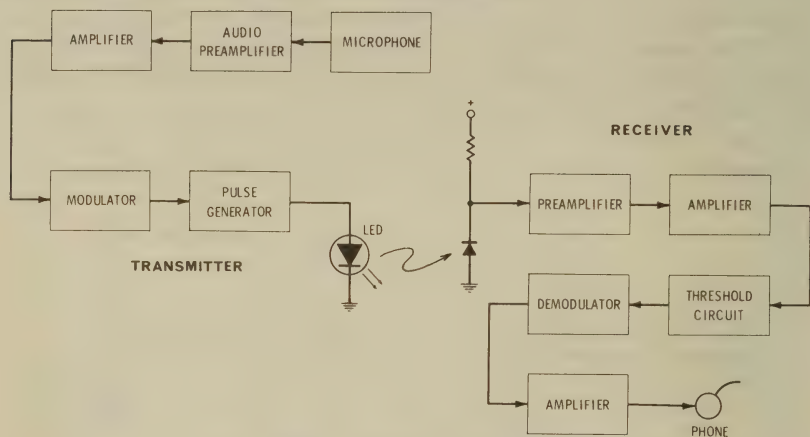 AMPLIFIER
AUDIO
PREAMPLIFIER
MICROPHONE
MODULATOR
PULSE
GENERATOR
LED
TRANSMITTER
+
RECEIVER
PREAMPLIFIER
AMPLIFIER
DEMODULATOR
THRESHOLD
CIRCUIT
AMPLIFIER
PHONE